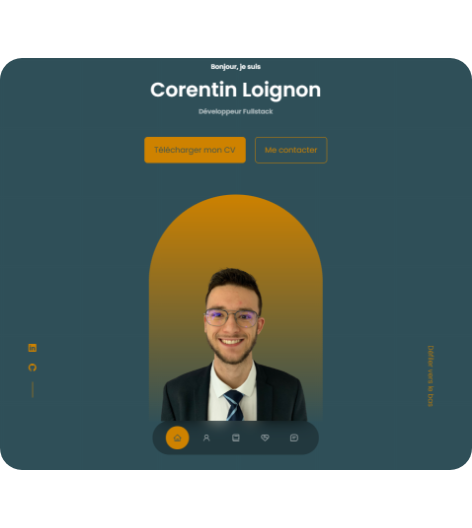 Bonjour, je suis
Corentin Loignon
Développeur Fullstack
Télécharger mon CV
Me contacter
Défiler vers le bas